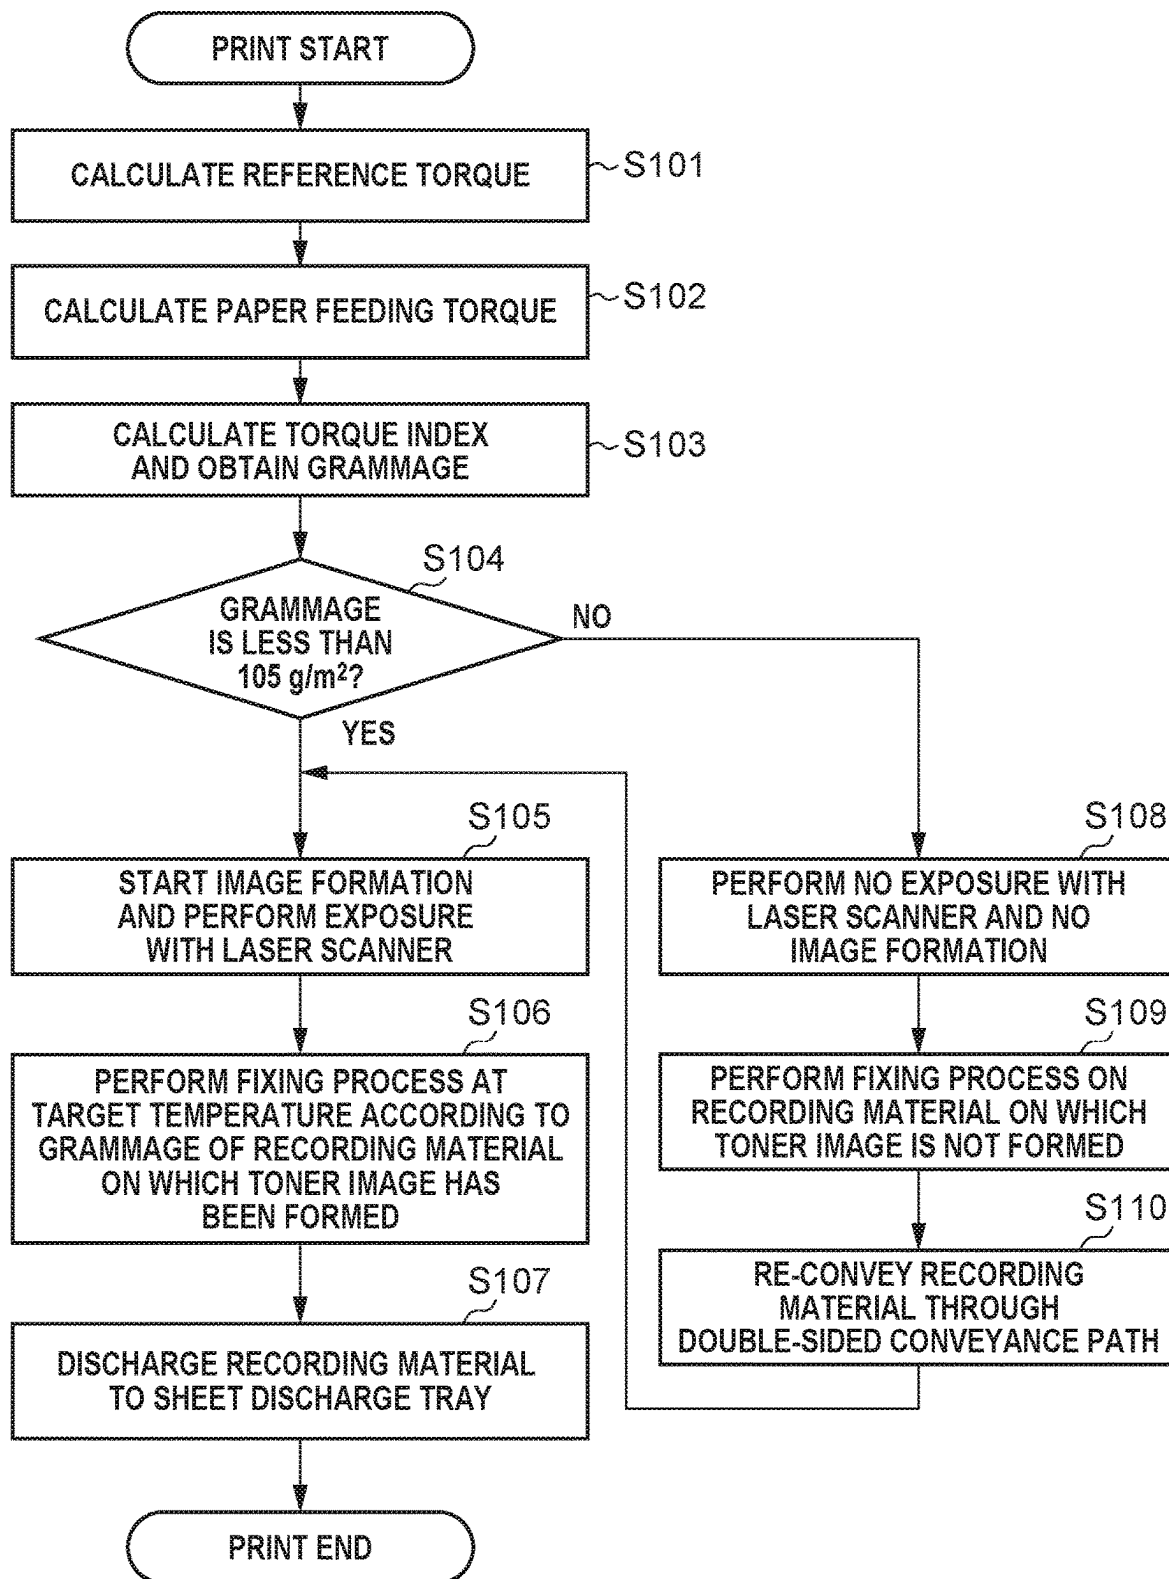 PRINT START
CALCULATE REFERENCE TORQUE
S101
CALCULATE PAPER FEEDING TORQUE
S102
CALCULATE TORQUE INDEX
AND OBTAIN GRAMMAGE
S103
S104
GRAMMAGE
IS LESS THAN
105 g/m²?
NO
YES
S105
START IMAGE FORMATION
AND PERFORM EXPOSURE
WITH LASER SCANNER
S106
PERFORM FIXING PROCESS AT
TARGET TEMPERATURE ACCORDING TO
GRAMMAGE OF RECORDING MATERIAL
ON WHICH TONER IMAGE HAS
BEEN FORMED
S107
DISCHARGE RECORDING MATERIAL
TO SHEET DISCHARGE TRAY
PRINT END
S108
PERFORM NO EXPOSURE WITH
LASER SCANNER AND NO
IMAGE FORMATION
S109
PERFORM FIXING PROCESS ON
RECORDING MATERIAL ON WHICH
TONER IMAGE IS NOT FORMED
S110
RE-CONVEY RECORDING
MATERIAL THROUGH
DOUBLE-SIDED CONVEYANCE PATH